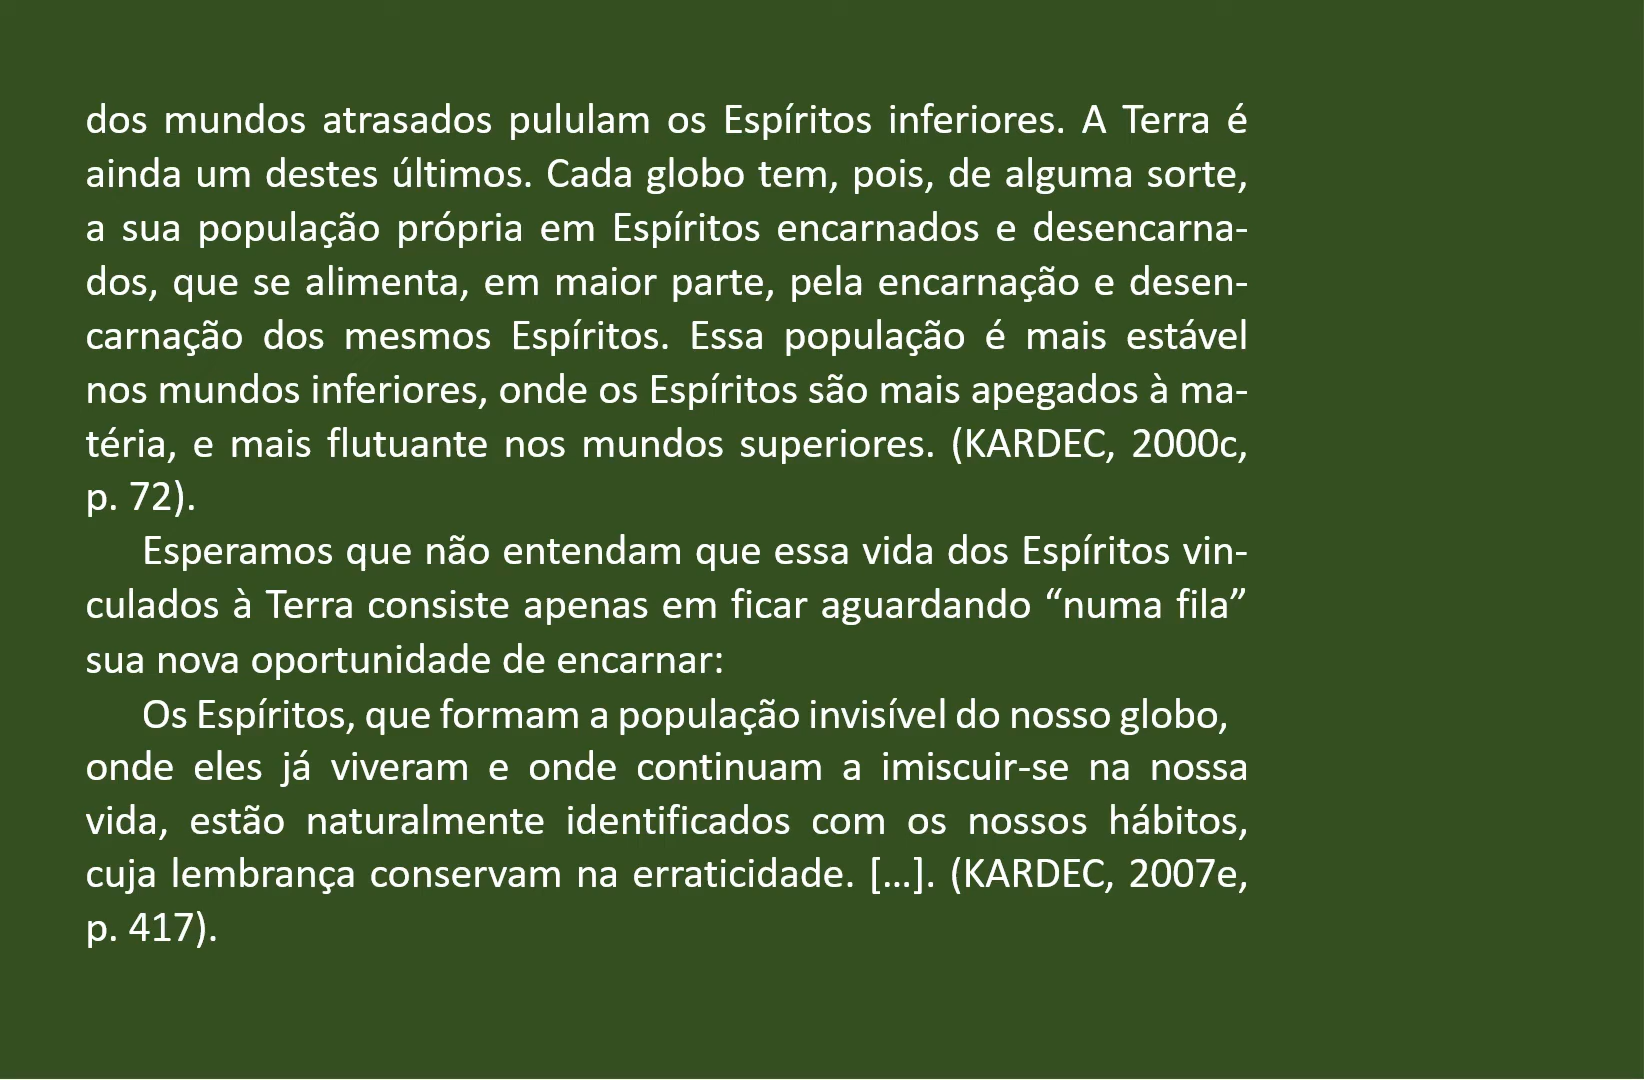 dos mundos atrasados pululam os Espíritos inferiores. A Terra é
ainda um destes últimos. Cada globo tem, pois, de alguma sorte,
a sua população própria em Espíritos encarnados e desencarna-
dos, que se alimenta, em maior parte, pela encarnação e desen-
carnação dos mesmos Espíritos. Essa população é mais estável
nos mundos inferiores, onde os Espíritos são mais apegados à ma-
téria, e mais flutuante nos mundos superiores. (KARDEC, 2000c,
p. 72).
Esperamos que não entendam que essa vida dos Espíritos vin-
culados à Terra consiste apenas em ficar aguardando “numa fila”
sua nova oportunidade de encarnar:
Os Espíritos, que formam a população invisível do nosso globo,
onde eles já viveram e onde continuam a imiscuir-se na nossa
vida, estão naturalmente identificados com os nossos hábitos,
cuja lembrança conservam na erraticidade. […]. (KARDEC, 2007e,
p. 417).